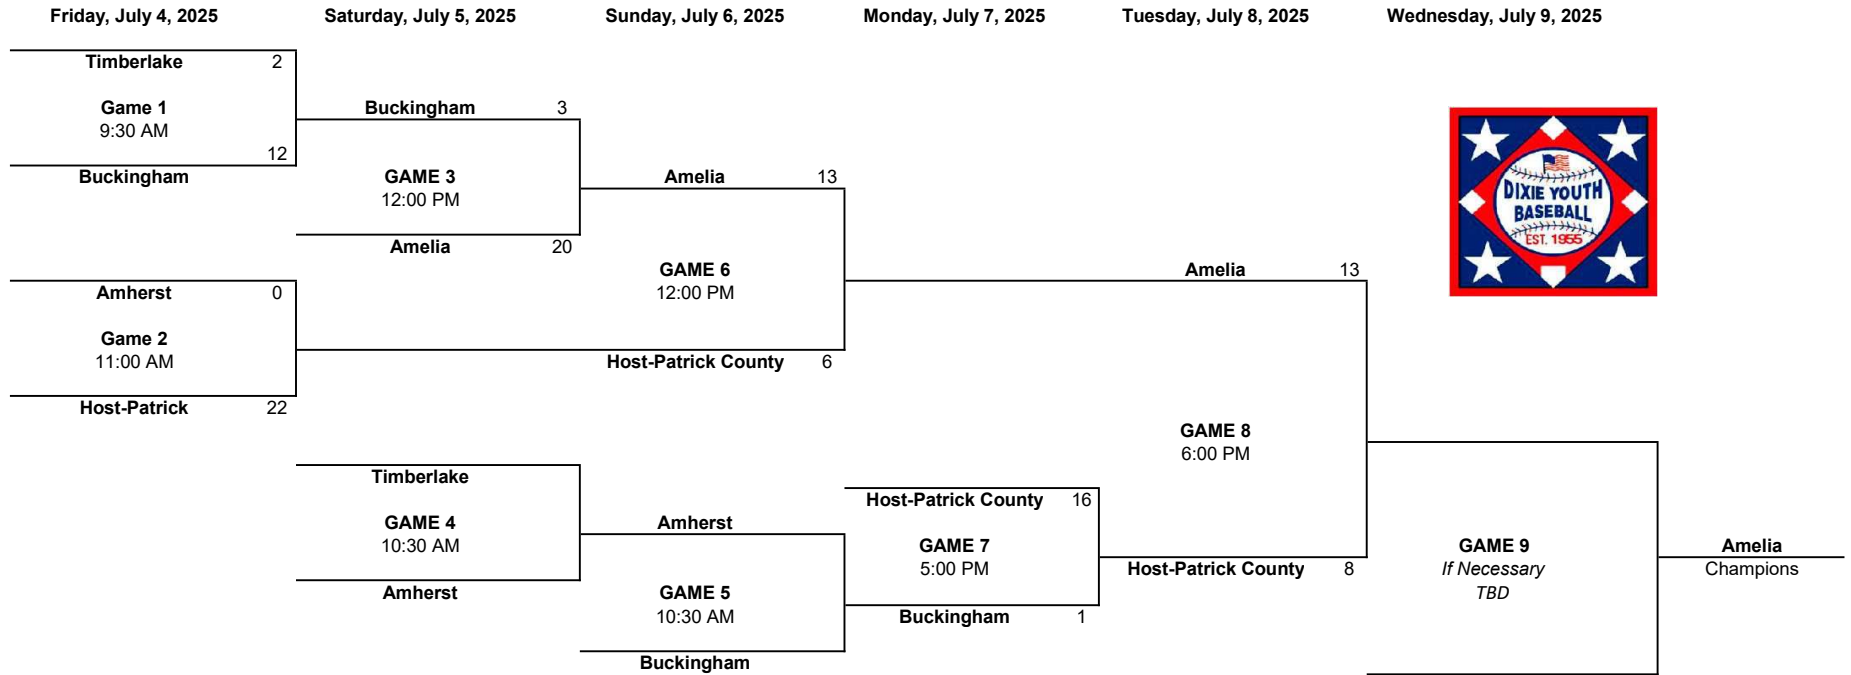 Friday, July 4, 2025
Saturday, July 5, 2025
Sunday, July 6, 2025
Monday, July 7, 2025
Tuesday, July 8, 2025
Wednesday, July 9, 2025
Timberlake 2
Game 1
9:30 AM
12
Buckingham
Buckingham 3
GAME 3
12:00 PM
Amelia 20
Amherst 0
Game 2
11:00 AM
Host-Patrick 22
Amelia 13
GAME 6
12:00 PM
Host-Patrick County 6
Timberlake
GAME 4
10:30 AM
Amherst
Amherst
GAME 5
10:30 AM
Buckingham
Host-Patrick County 16
GAME 7
5:00 PM
Buckingham 1
Amelia 13
GAME 8
6:00 PM
Host-Patrick County 8
DIXIE YOUTH
BASEBALL
EST. 1955
GAME 9
If Necessary
TBD
Amelia
Champions